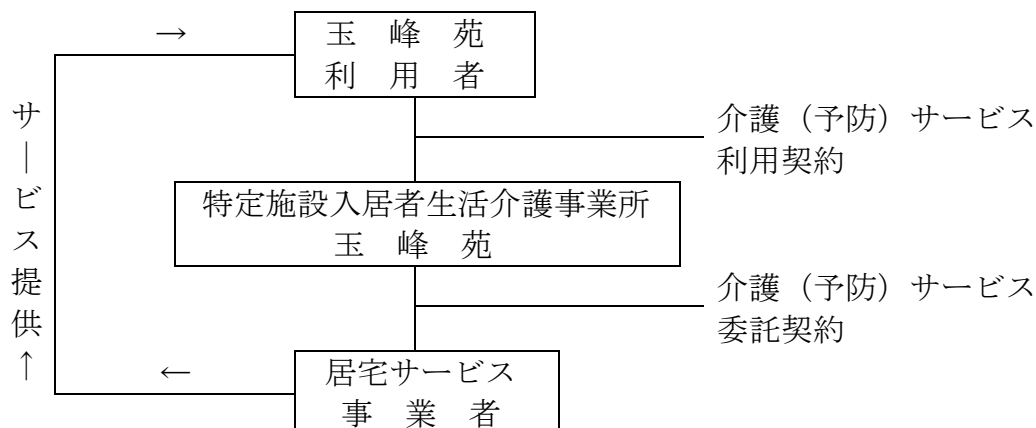 →
玉 峰 苑
利 用 者
介護（予防）サービス
利用契約
サービス提供↑
特定施設入居者生活介護事業所
玉 峰 苑
介護（予防）サービス
委託契約
←
居宅サービス
事 業 者